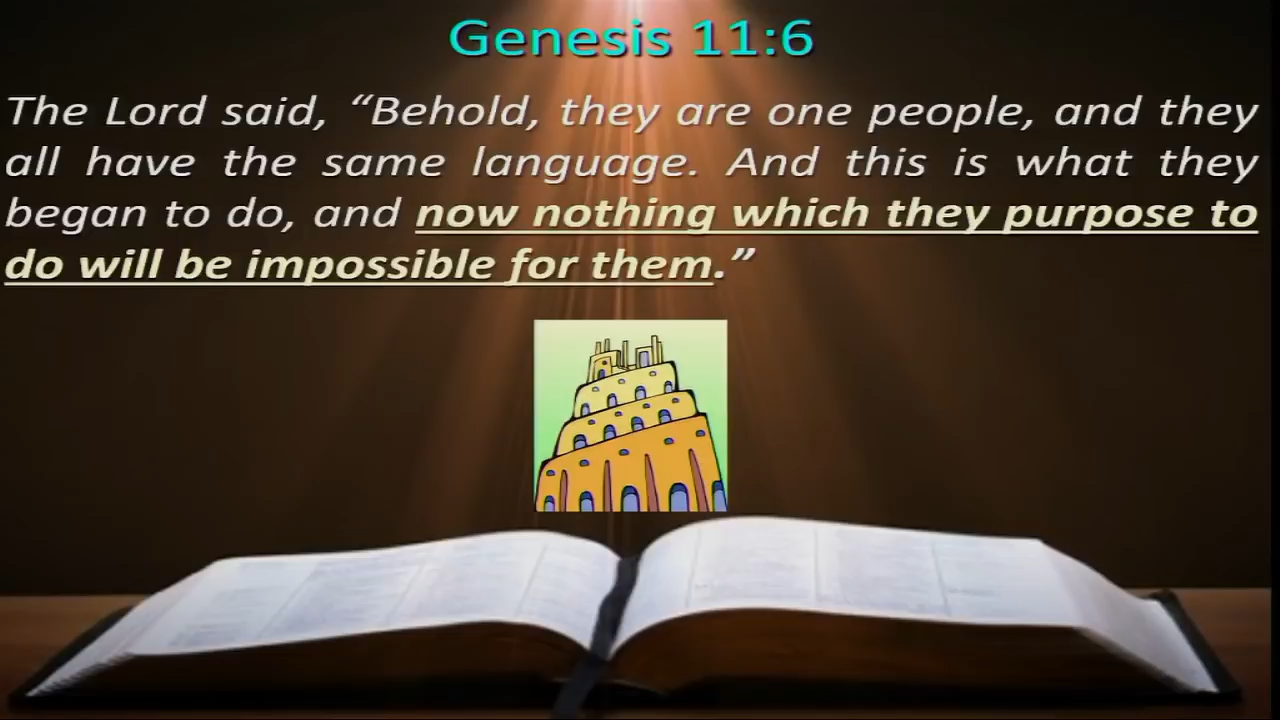 Genesis 11:6
The Lord said, “Behold, they are one people, and they
all have the same language. And this is what they
began to do, and now nothing which they purpose to
do will be impossible for them.”